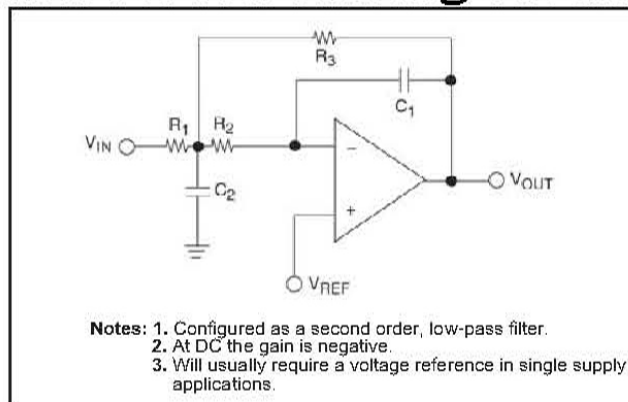 R3
C1
R1
R2
VIN
C2
−
+
VOUT
VREF
Notes: 1. Configured as a second order, low-pass filter.
2. At DC the gain is negative.
3. Will usually require a voltage reference in single supply
applications.